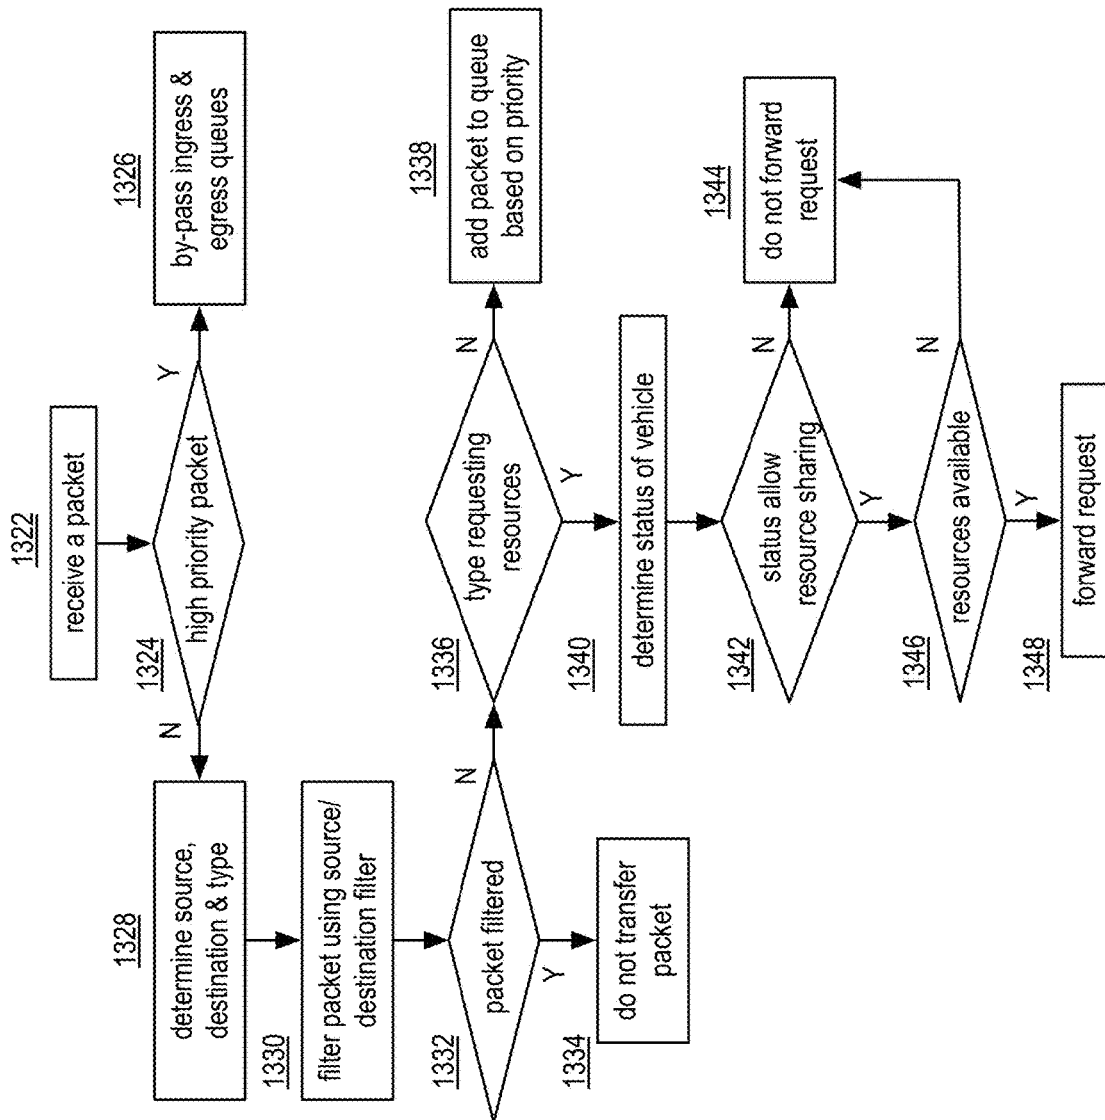 1322
receive a packet
1324
high priority packet
Y
N
1326
by-pass ingress &
egress queues
1328
determine source,
destination & type
1330
filter packet using source/
destination filter
1332
packet filtered
N
Y
1334
do not transfer
packet
1336
type requesting
resources
N
Y
1338
add packet to queue
based on priority
1340
determine status of vehicle
1342
status allow
resource sharing
N
Y
1344
do not forward
request
1346
resources available
N
Y
1348
forward request